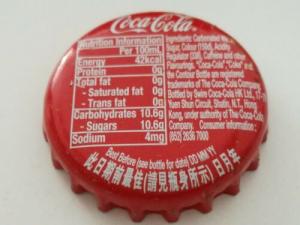 Coca-Cola
Nutrition Information
Per 100mL
Energy 42kcal
Protein 0g
Total fat 0g
- Saturated fat 0g
- Trans fat 0g
Carbohydrates 10.6g
- Sugars 10.6g
Sodium 4mg
Ingredients: Carbonated
Sugar, Colour (150d), Acidity
Regulator (338), Caffeine and other
Flavourings. "Coca-Cola", "Coke"
the Contour Bottle are registered
trademarks of The Coca-Cola Company.
Bottled by Swire Coca-Cola HK Ltd, 17-19
Yuen Shun Circuit, Shatin, N.T., Hong
Kong, under authority of The Coca-Cola
Company. Consumer Information:
(852) 2636 7000
Best Before (see bottle for date) DD MM YY
此日期前最佳(請見瓶身所示)日月年